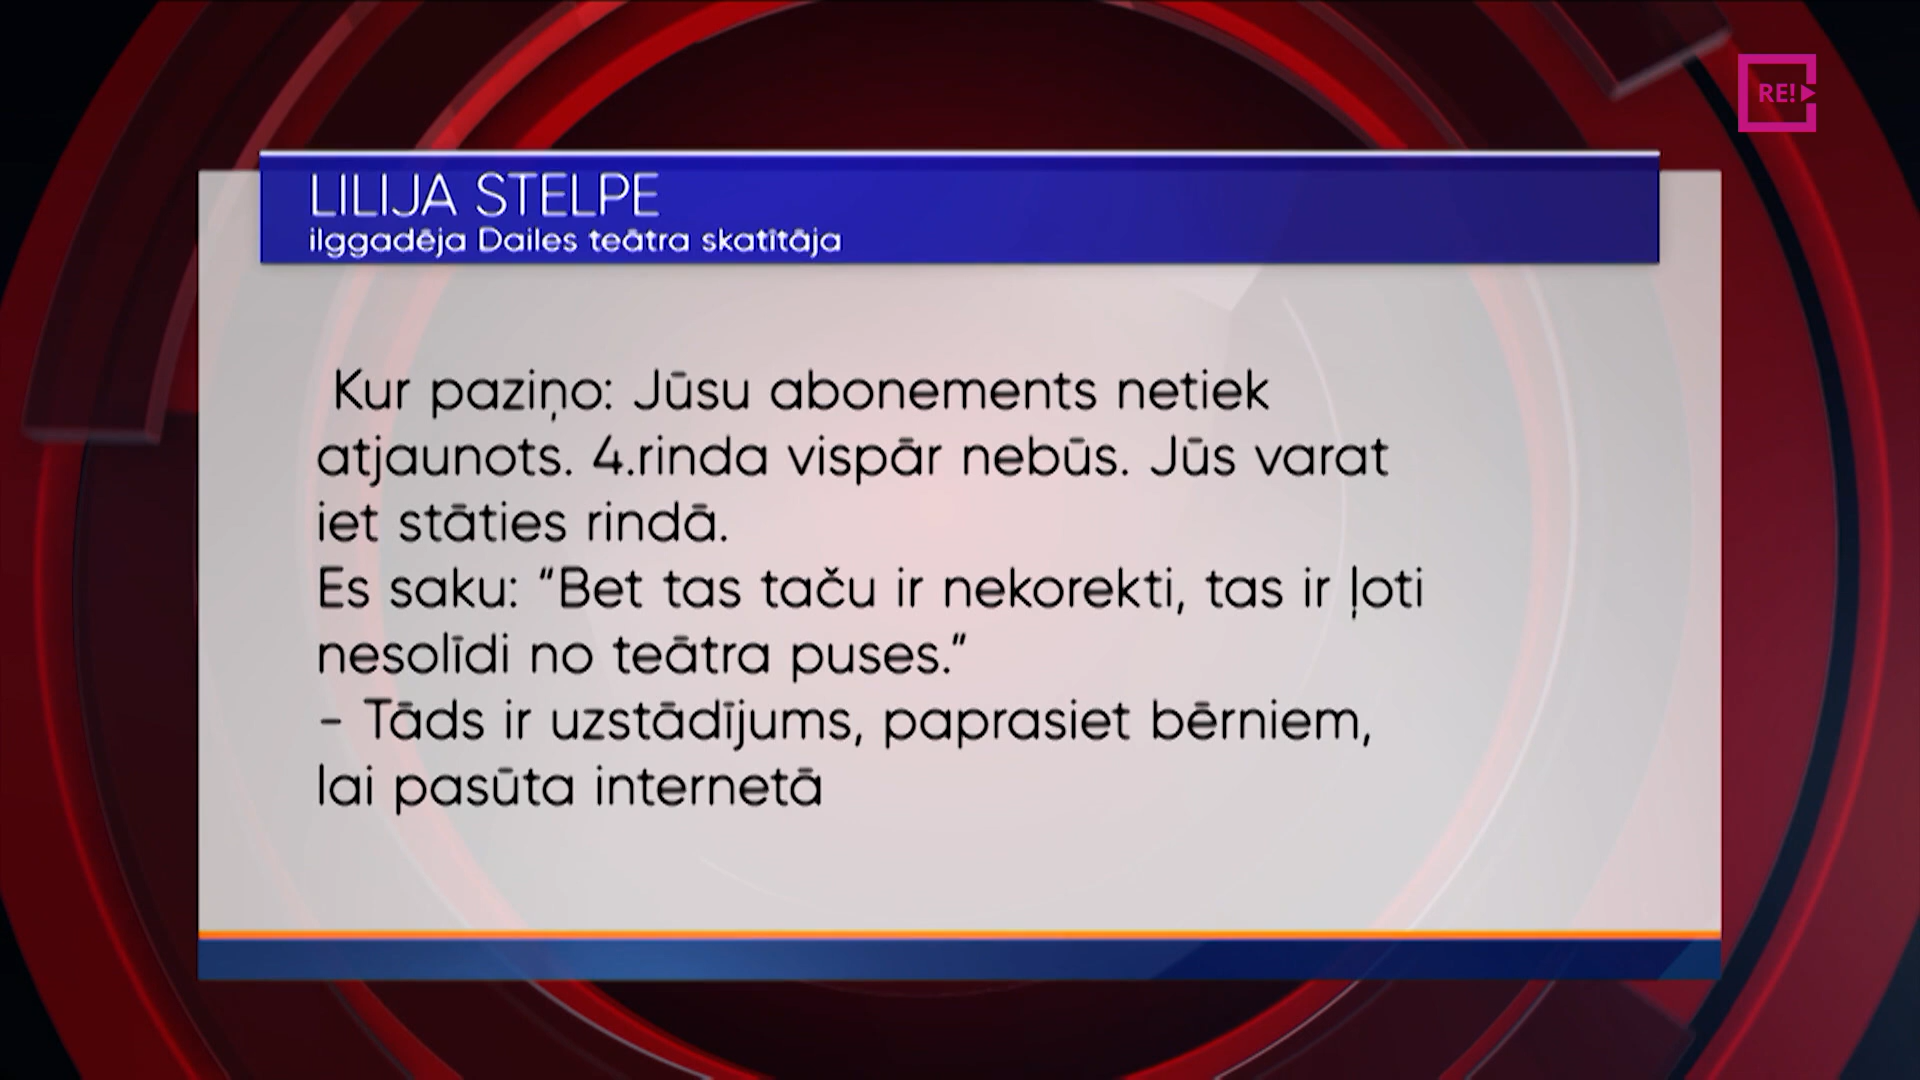 RE!
LILIJA STELPE
ilggadēja Dailes teātra skatītāja
Kur paziņo: Jūsu abonements netiek
atjaunots. 4.rinda vispār nebūs. Jūs varat
iet stāties rindā.
Es saku: “Bet tas taču ir nekorekti, tas ir ļoti
nesolīdi no teātra puses.”
- Tāds ir uzstādījums, paprasiet bērniem,
lai pasūta internetā